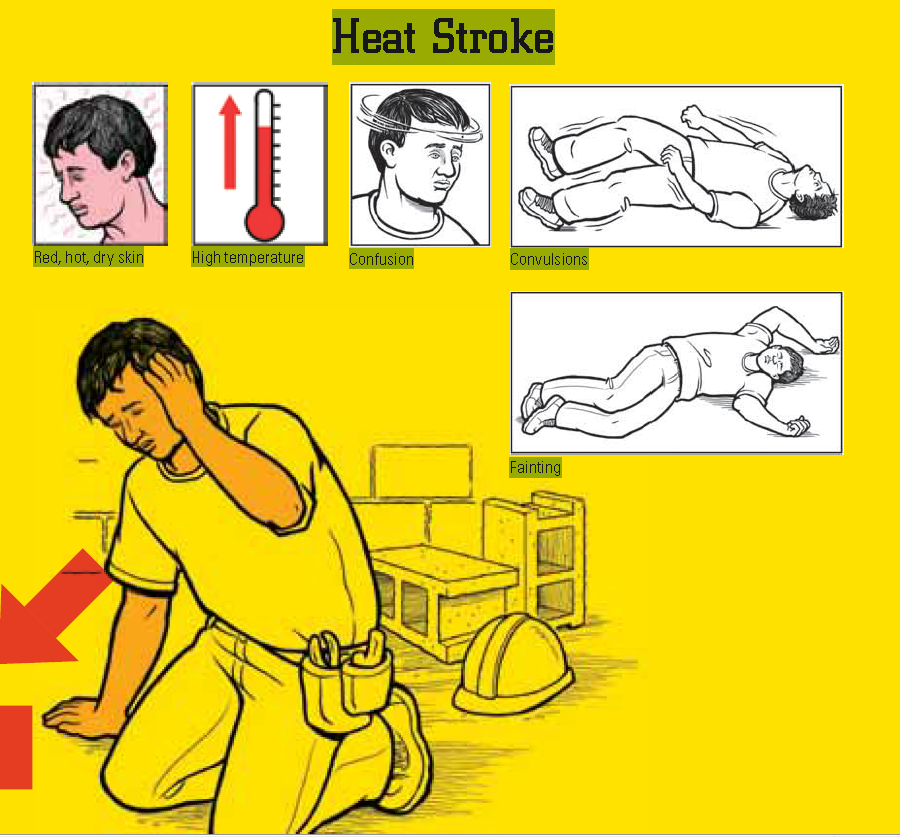 Heat Stroke
Red, hot, dry skin
High temperature
Confusion
Convulsions
Fainting